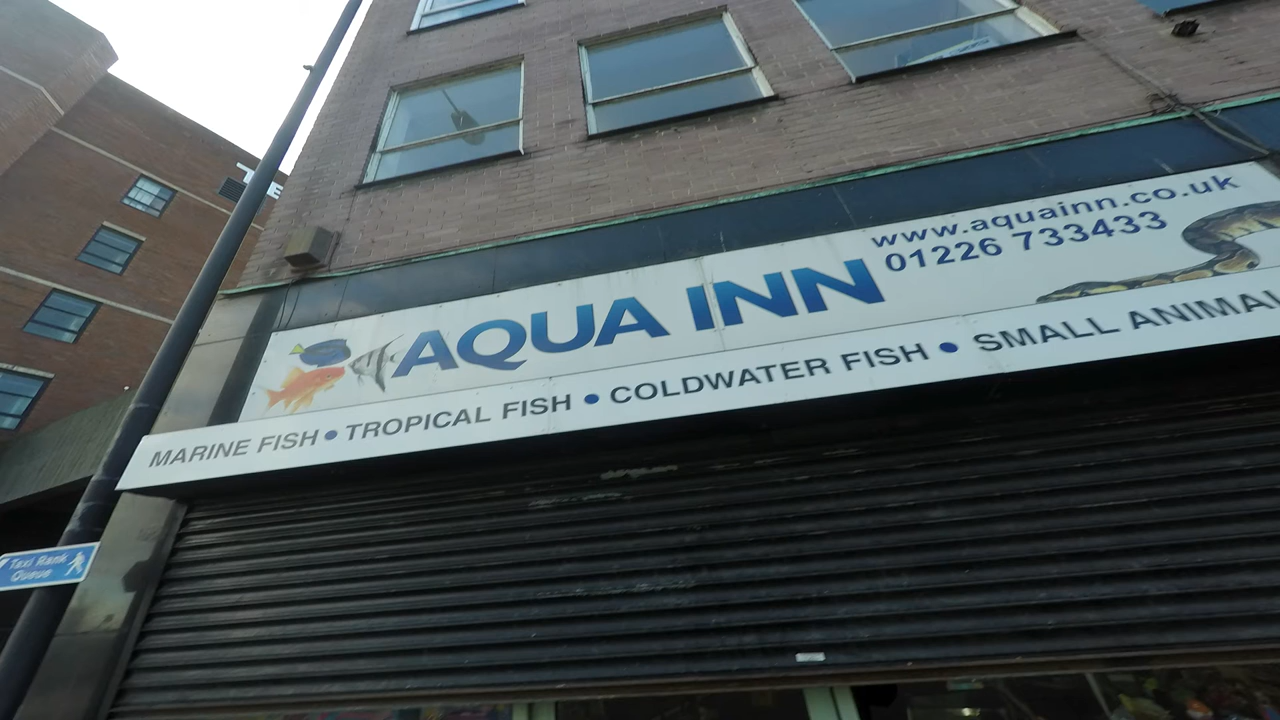 AQUA INN
www.aquainn.co.uk
01226 733433
MARINE FISH • TROPICAL FISH • COLDWATER FISH • SMALL ANIMAL
Taxi Rank
Queue